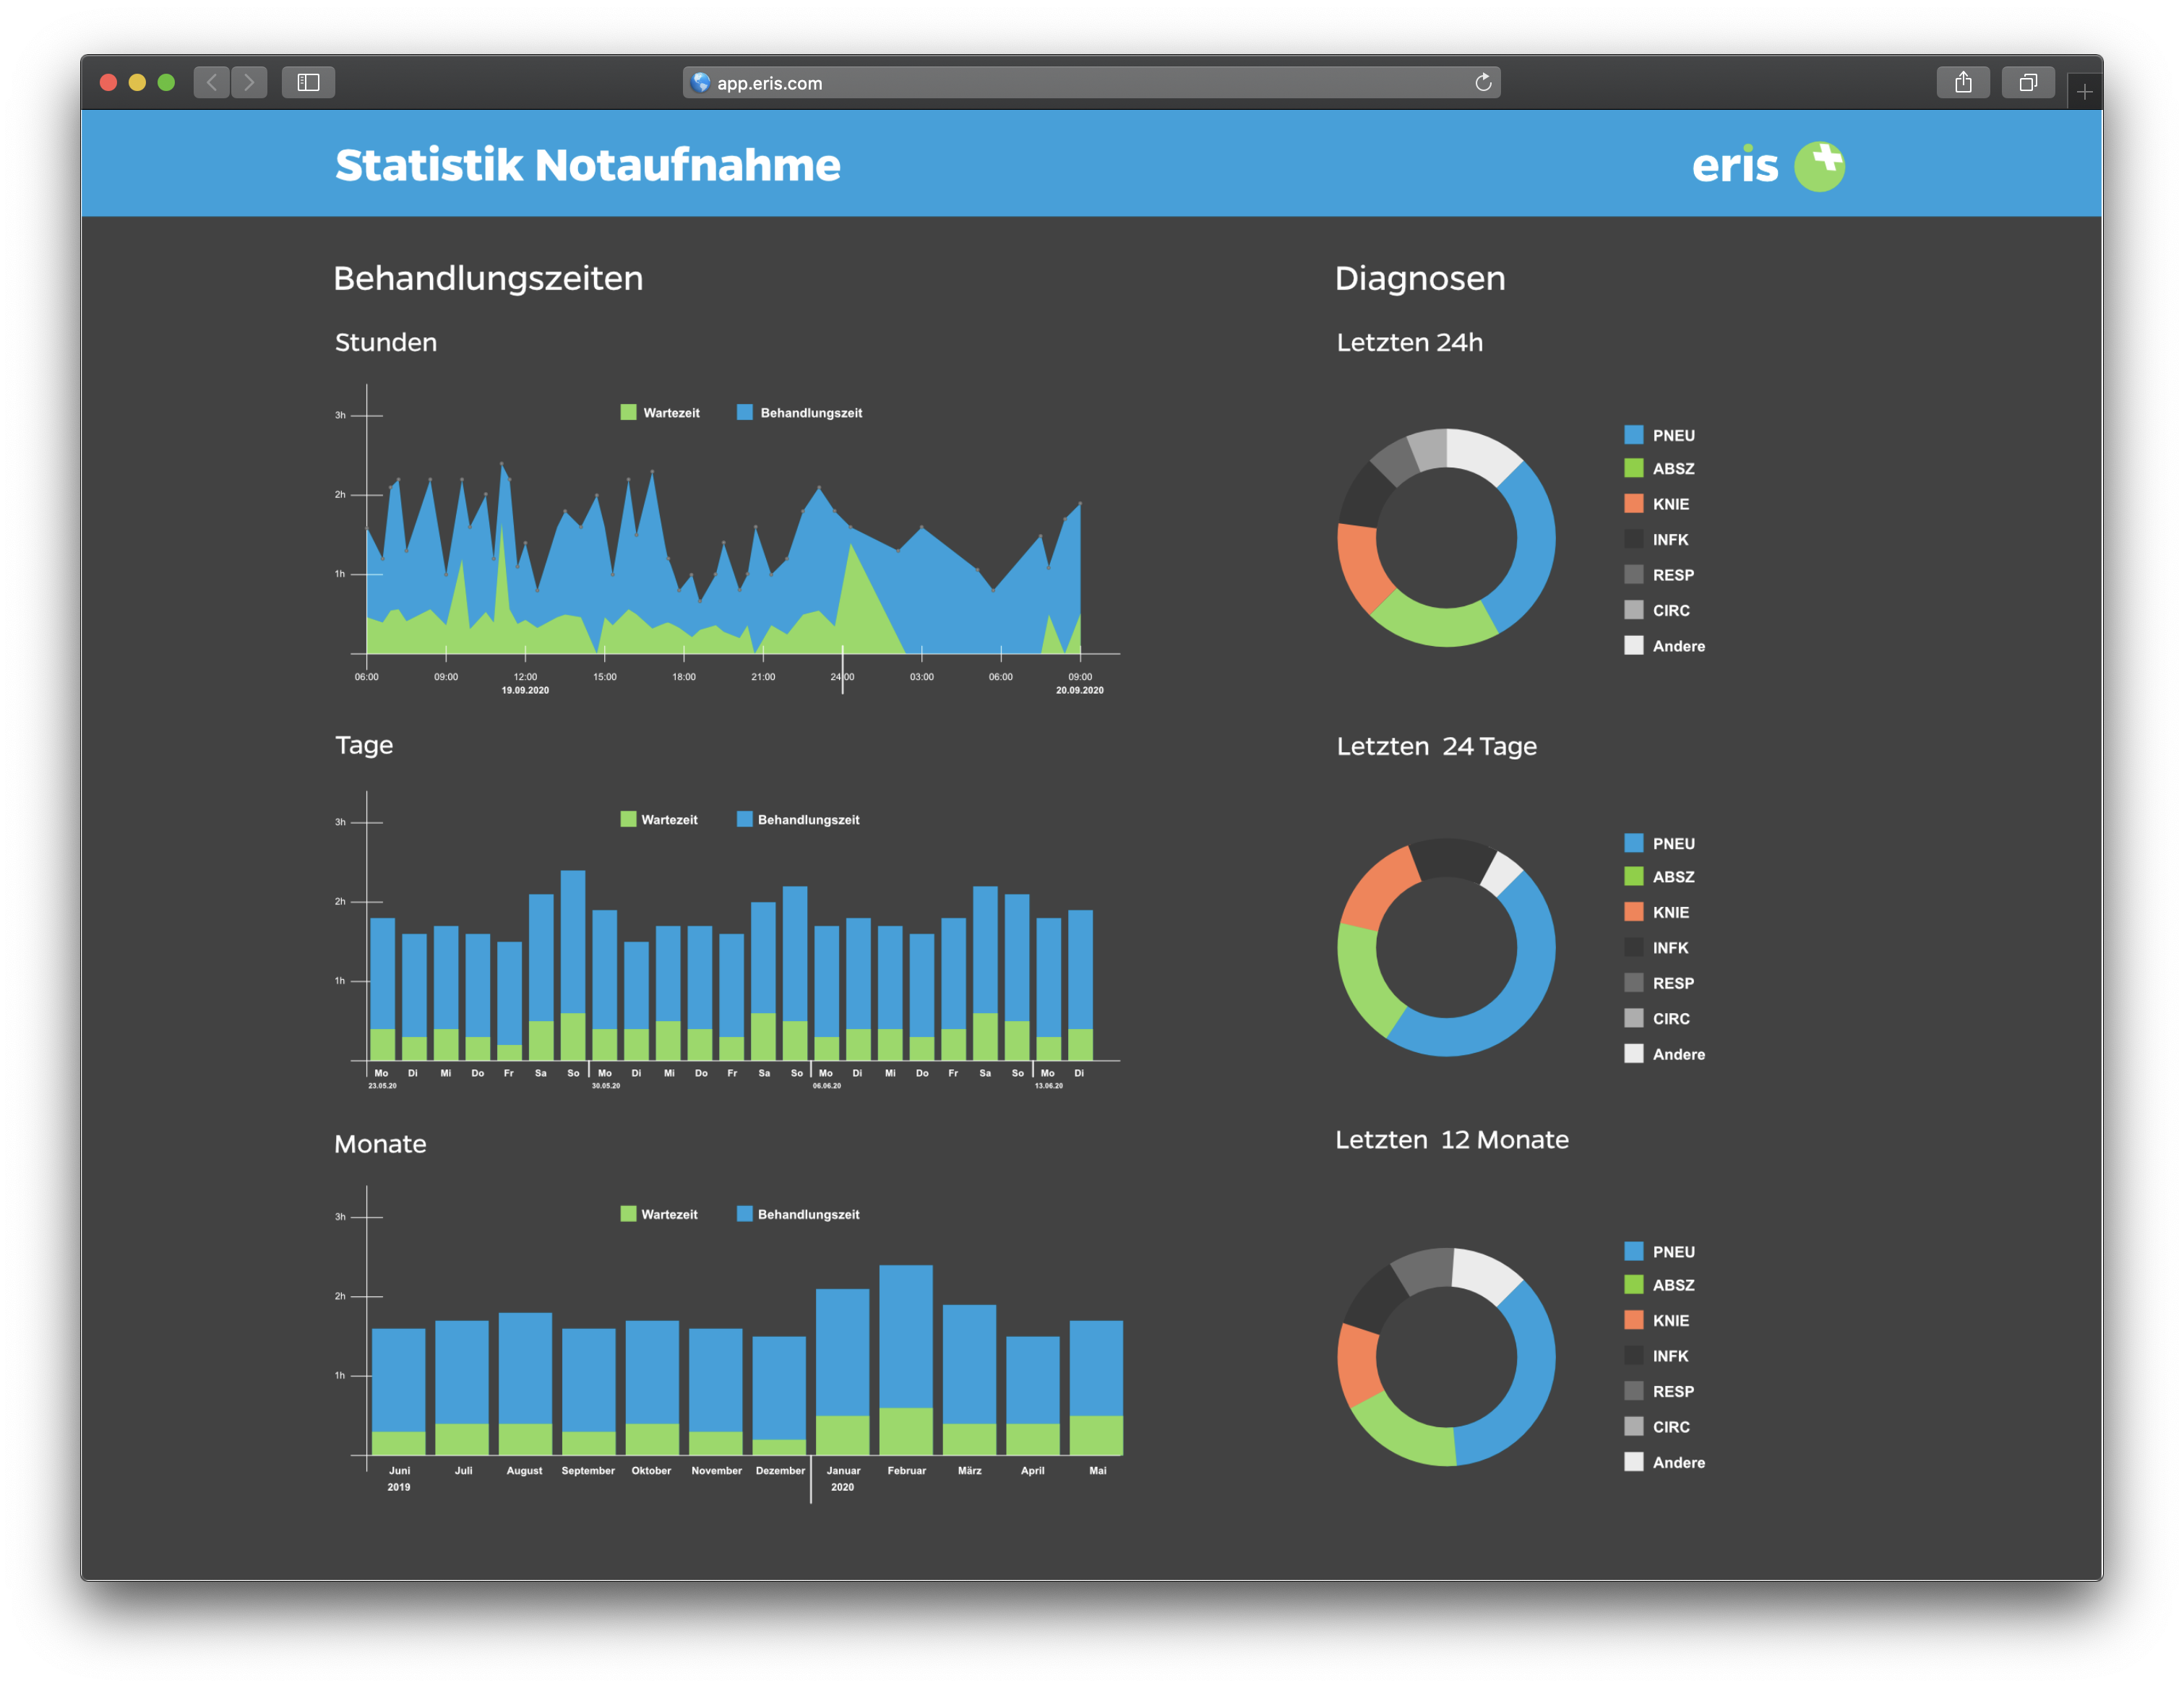 app.eris.com
Statistik Notaufnahme
eris
Behandlungszeiten
Stunden
Wartezeit Behandlungszeit
3h
2h
1h
06:00 09:00 12:00 15:00 18:00 21:00 24:00 03:00 06:00 09:00
19.09.2020 20.09.2020
Tage
Wartezeit Behandlungszeit
3h
2h
1h
Mo Di Mi Do Fr Sa So Mo Di Mi Do Fr Sa So Mo Di Mi Do Fr Sa So Mo Di
23.05.20 30.05.20 06.06.20 13.06.20
Monate
Wartezeit Behandlungszeit
3h
2h
1h
Juni Juli August September Oktober November Dezember Januar Februar März April Mai
2019 2020
Diagnosen
Letzten 24h
PNEU
ABSZ
KNIE
INFK
RESP
CIRC
Andere
Letzten 24 Tage
PNEU
ABSZ
KNIE
INFK
RESP
CIRC
Andere
Letzten 12 Monate
PNEU
ABSZ
KNIE
INFK
RESP
CIRC
Andere